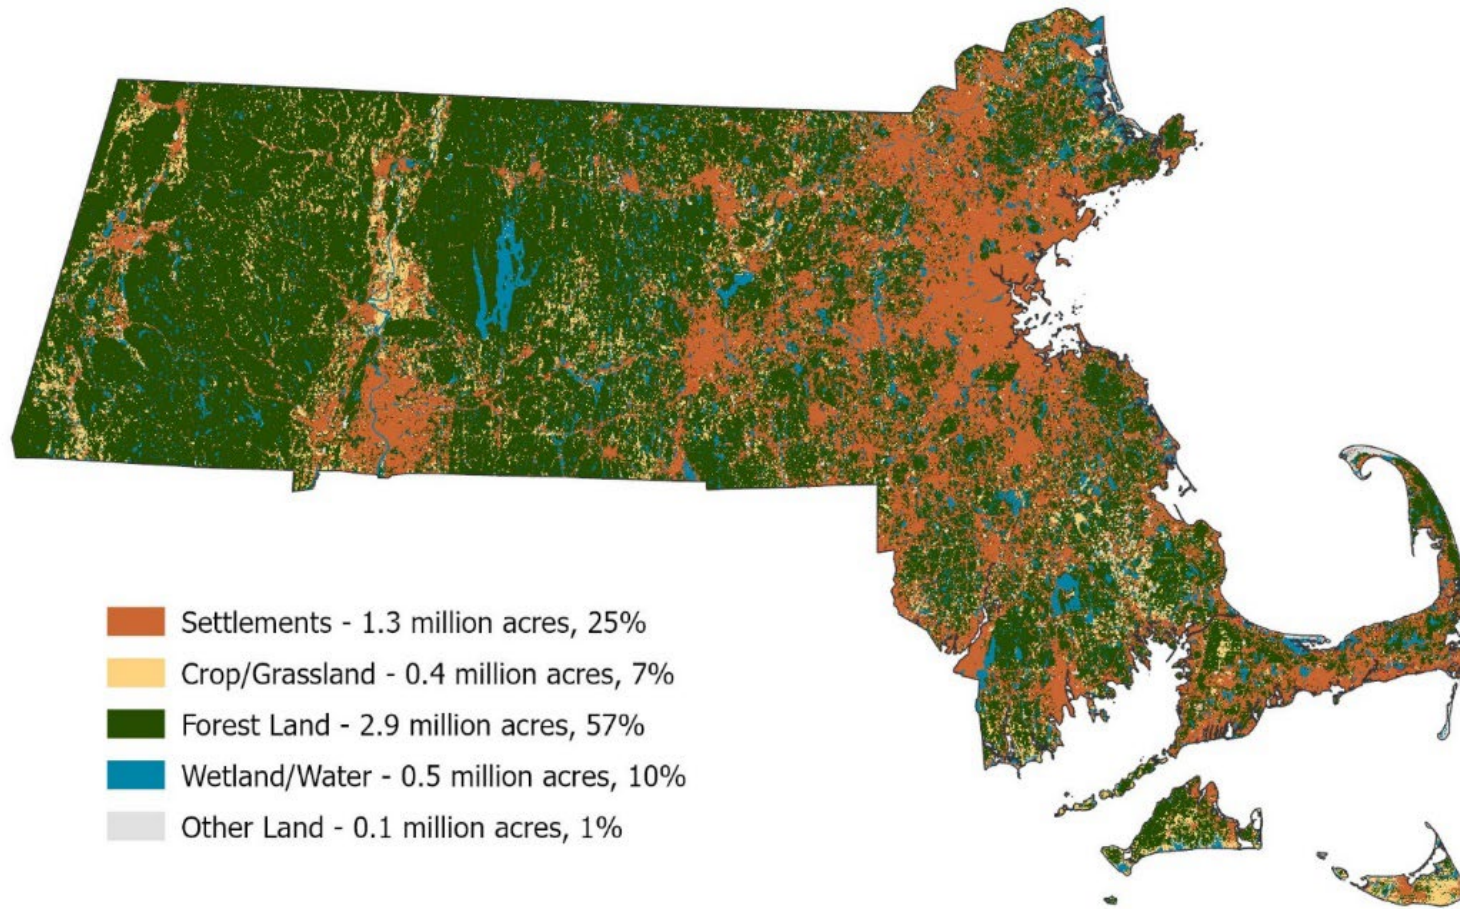 Settlements - 1.3 million acres, 25%
Crop/Grassland - 0.4 million acres, 7%
Forest Land - 2.9 million acres, 57%
Wetland/Water - 0.5 million acres, 10%
Other Land - 0.1 million acres, 1%